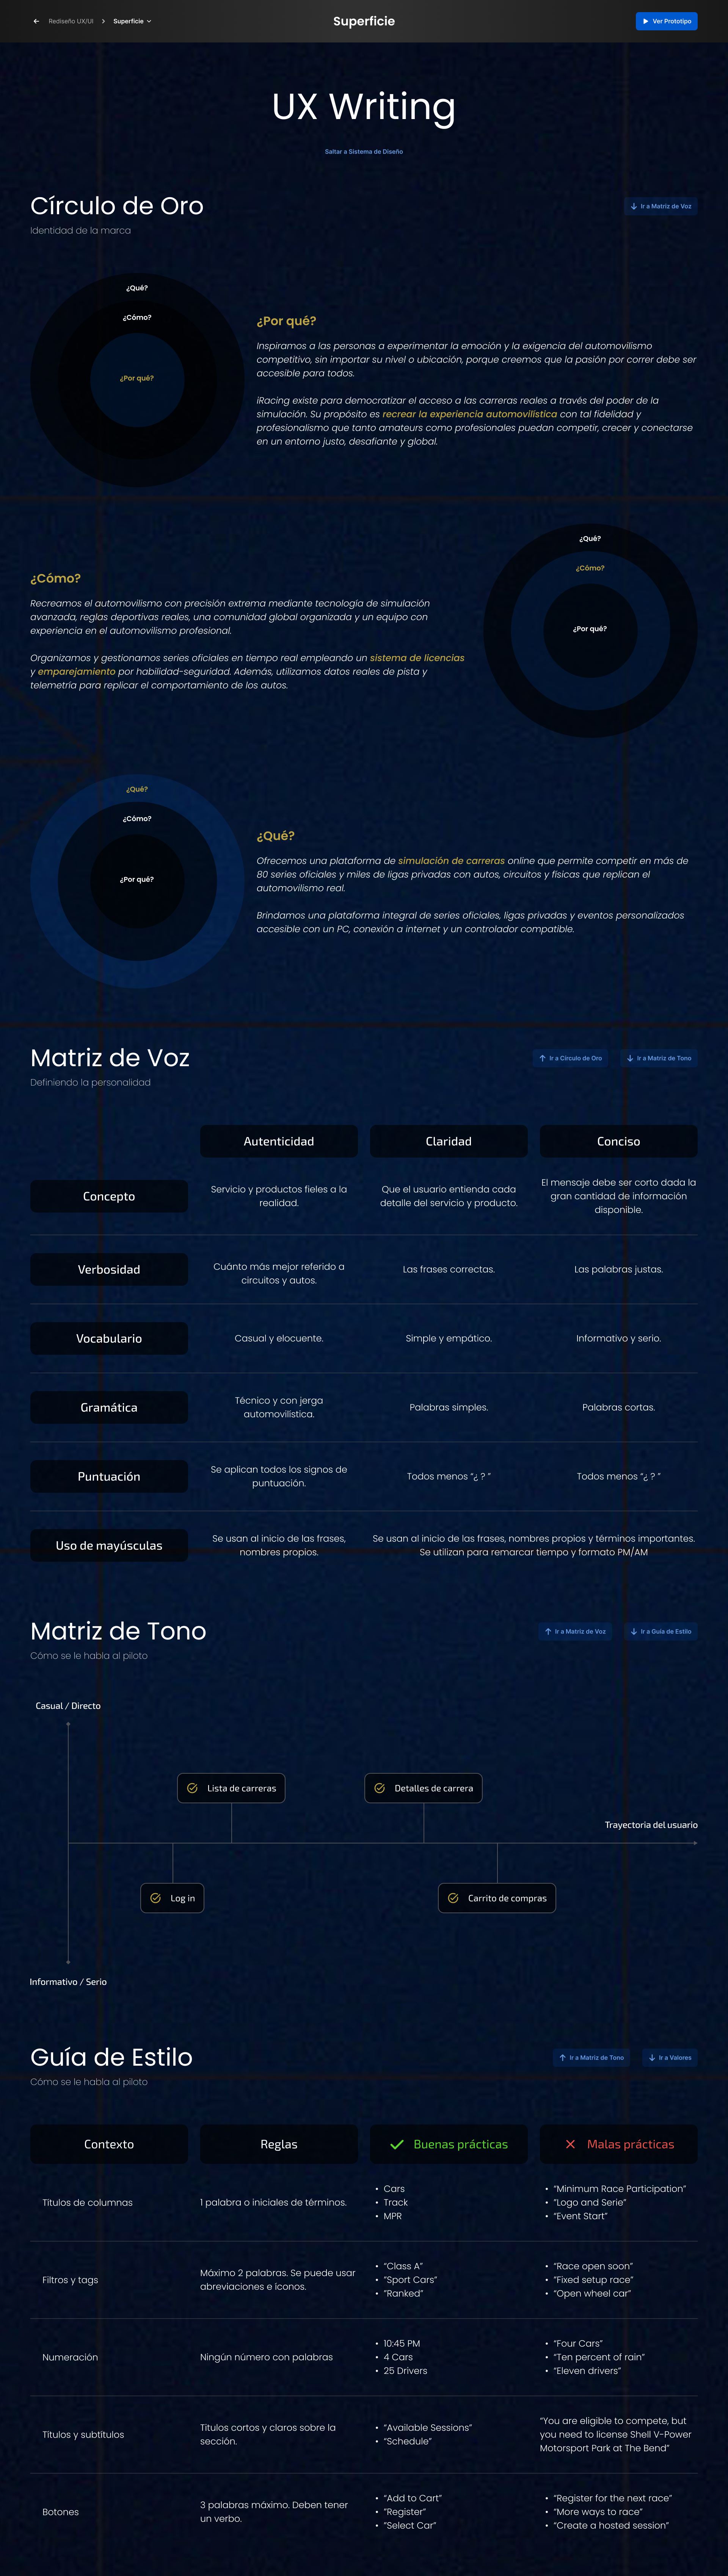 Rediseño UX/UI > Superficie
Superficie
Ver Prototipo
UX Writing
Saltar a Sistema de Diseño
Círculo de Oro
Ir a Matriz de Voz
Identidad de la marca
¿Qué?
¿Cómo?
¿Por qué?
¿Por qué?
Inspiramos a las personas a experimentar la emoción y la exigencia del automovilismo
competitivo, sin importar su nivel o ubicación, porque creemos que la pasión por correr debe ser
accesible para todos.
iRacing existe para democratizar el acceso a las carreras reales a través del poder de la
simulación. Su propósito es recrear la experiencia automovilística con tal fidelidad y
profesionalismo que tanto amateurs como profesionales puedan competir, crecer y conectarse
en un entorno justo, desafiante y global.
¿Cómo?
Recreamos el automovilismo con precisión extrema mediante tecnología de simulación
avanzada, reglas deportivas reales, una comunidad global organizada y un equipo con
experiencia en el automovilismo profesional.
Organizamos y gestionamos series oficiales en tiempo real empleando un sistema de licencias
y emparejamiento por habilidad-seguridad. Además, utilizamos datos reales de pista y
telemetría para replicar el comportamiento de los autos.
¿Qué?
¿Cómo?
¿Por qué?
¿Qué?
¿Cómo?
¿Por qué?
¿Qué?
Ofrecemos una plataforma de simulación de carreras online que permite competir en más de
80 series oficiales y miles de ligas privadas con autos, circuitos y físicas que replican el
automovilismo real.
Brindamos una plataforma integral de series oficiales, ligas privadas y eventos personalizados
accesible con un PC, conexión a internet y un controlador compatible.
Matriz de Voz
Ir a Círculo de Oro
Ir a Matriz de Tono
Definiendo la personalidad
Autenticidad
Claridad
Conciso
Concepto
Servicio y productos fieles a la
realidad.
Que el usuario entienda cada
detalle del servicio y producto.
El mensaje debe ser corto dada la
gran cantidad de información
disponible.
Verbosidad
Cuánto más mejor referido a
circuitos y autos.
Las frases correctas.
Las palabras justas.
Vocabulario
Casual y elocuente.
Simple y empático.
Informativo y serio.
Gramática
Técnico y con jerga
automovilística.
Palabras simples.
Palabras cortas.
Puntuación
Se aplican todos los signos de
puntuación.
Todos menos “¿ ? ”
Todos menos “¿ ? ”
Uso de mayúsculas
Se usan al inicio de las frases,
nombres propios.
Se usan al inicio de las frases, nombres propios y términos importantes.
Se utilizan para remarcar tiempo y formato PM/AM
Matriz de Tono
Ir a Matriz de Voz
Ir a Guía de Estilo
Cómo se le habla al piloto
Casual / Directo
Lista de carreras
Detalles de carrera
Trayectoria del usuario
Log in
Carrito de compras
Informativo / Serio
Guía de Estilo
Ir a Matriz de Tono
Ir a Valores
Cómo se le habla al piloto
Contexto
Reglas
Buenas prácticas
Malas prácticas
Títulos de columnas
1 palabra o iniciales de términos.
• Cars
• Track
• MPR
• “Minimum Race Participation”
• “Logo and Serie”
• “Event Start”
Filtros y tags
Máximo 2 palabras. Se puede usar
abreviaciones e íconos.
• “Class A”
• “Sport Cars”
• “Ranked”
• “Race open soon”
• “Fixed setup race”
• “Open wheel car”
Numeración
Ningún número con palabras
• 10:45 PM
• 4 Cars
• 25 Drivers
• “Four Cars”
• “Ten percent of rain”
• “Eleven drivers”
Títulos y subtítulos
Títulos cortos y claros sobre la
sección.
• “Available Sessions”
• “Schedule”
“You are eligible to compete, but
you need to license Shell V-Power
Motorsport Park at The Bend”
Botones
3 palabras máximo. Deben tener
un verbo.
• “Add to Cart”
• “Register”
• “Select Car”
• “Register for the next race”
• “More ways to race”
• “Create a hosted session”